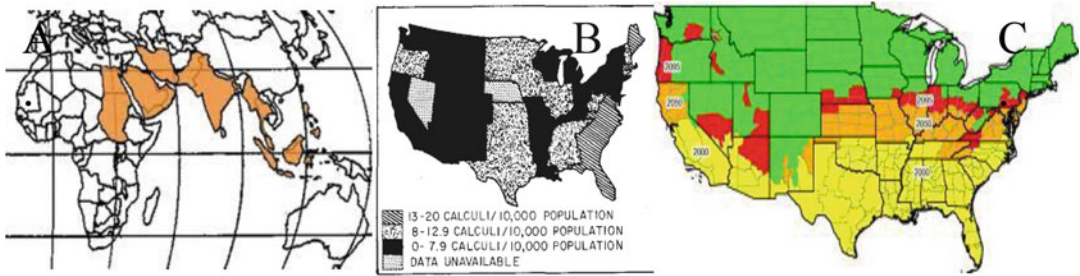 A
B
13-20 CALCULI/10,000 POPULATION
8-12.9 CALCULI/10,000 POPULATION
0-7.9 CALCULI/10,000 POPULATION
DATA UNAVAILABLE
C
2095
2050
2095
2050
2000
2000